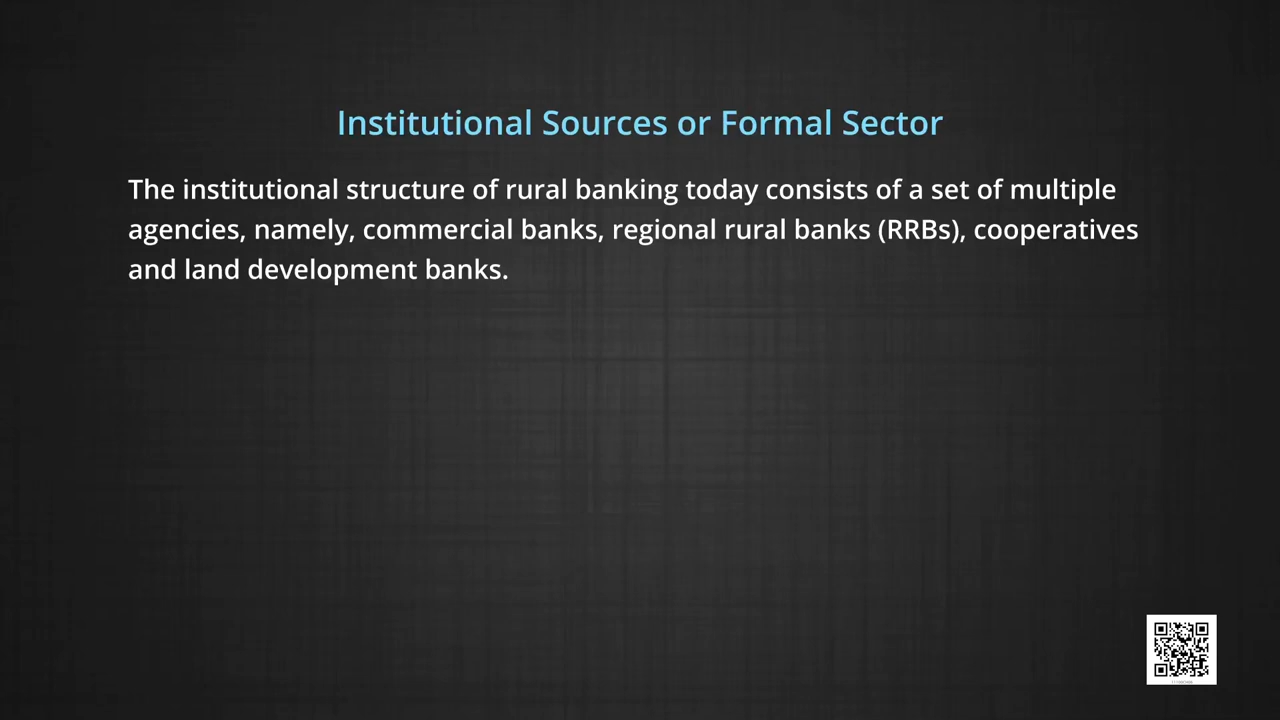 Institutional Sources or Formal Sector
The institutional structure of rural banking today consists of a set of multiple
agencies, namely, commercial banks, regional rural banks (RRBs), cooperatives
and land development banks.